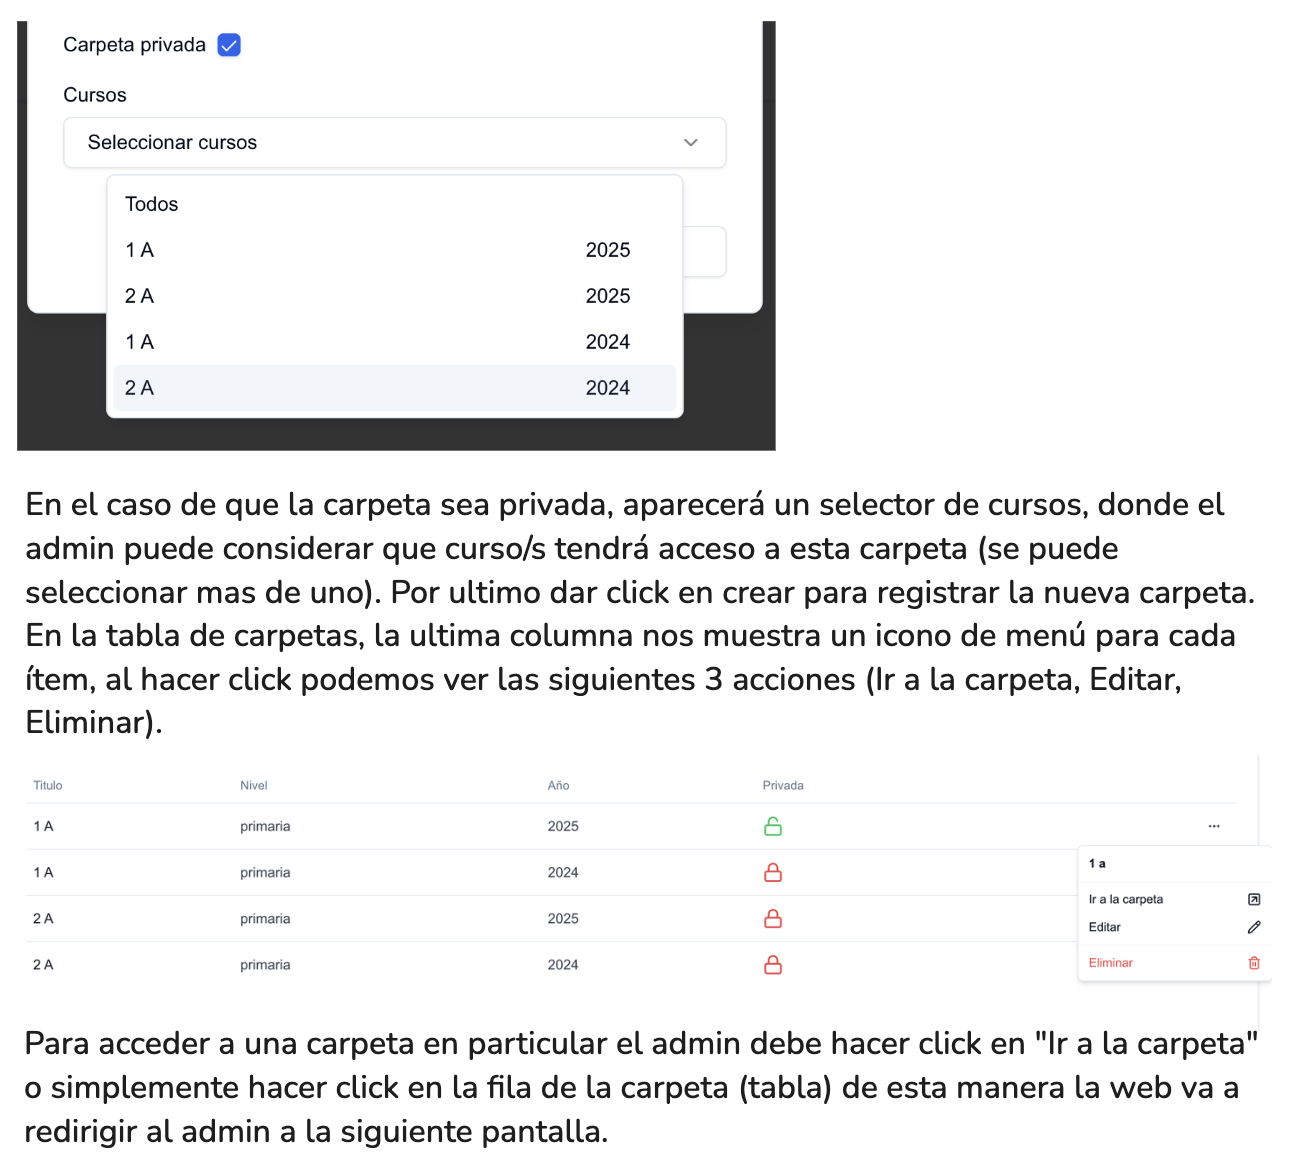 Carpeta privada
Cursos
Seleccionar cursos
Todos
1 A 2025
2 A 2025
1 A 2024
2 A 2024
En el caso de que la carpeta sea privada, aparecerá un selector de cursos, donde el
admin puede considerar que curso/s tendrá acceso a esta carpeta (se puede
seleccionar mas de uno). Por ultimo dar click en crear para registrar la nueva carpeta.
En la tabla de carpetas, la ultima columna nos muestra un icono de menú para cada
ítem, al hacer click podemos ver las siguientes 3 acciones (Ir a la carpeta, Editar,
Eliminar).
Titulo Nivel Año Privada
1 A primaria 2025 ...
1 A primaria 2024
2 A primaria 2025
2 A primaria 2024
1 a
Ir a la carpeta
Editar
Eliminar
Para acceder a una carpeta en particular el admin debe hacer click en "Ir a la carpeta"
o simplemente hacer click en la fila de la carpeta (tabla) de esta manera la web va a
redirigir al admin a la siguiente pantalla.